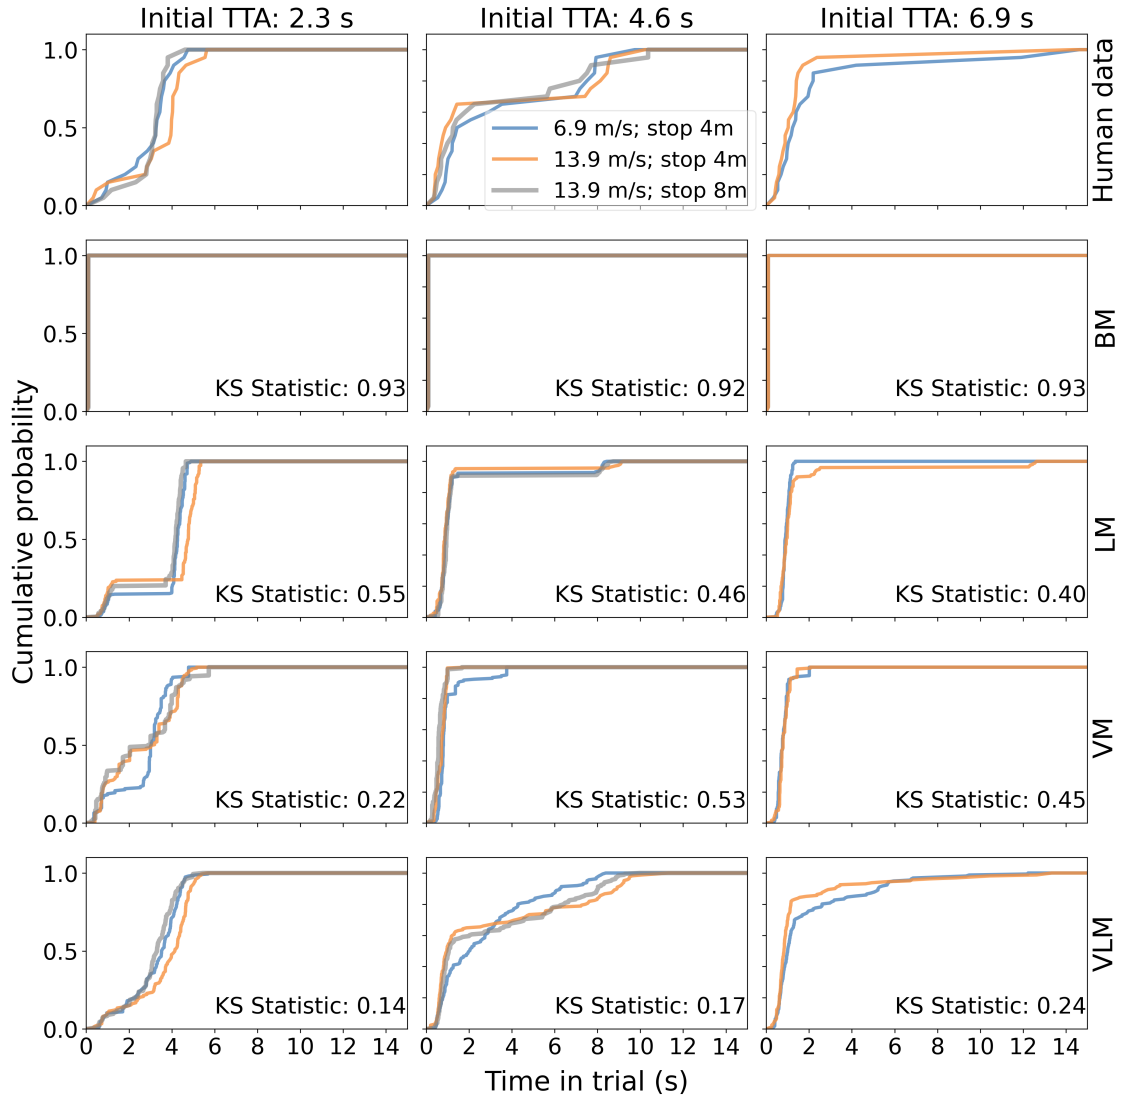 Initial TTA: 2.3 s
Initial TTA: 4.6 s
Initial TTA: 6.9 s
1.0
0.5
0.0
6.9 m/s; stop 4m
13.9 m/s; stop 4m
13.9 m/s; stop 8m
Human data
1.0
0.5
0.0
KS Statistic: 0.93
KS Statistic: 0.92
KS Statistic: 0.93
BM
Cumulative probability
1.0
0.5
0.0
KS Statistic: 0.55
KS Statistic: 0.46
KS Statistic: 0.40
LM
1.0
0.5
0.0
KS Statistic: 0.22
KS Statistic: 0.53
KS Statistic: 0.45
VM
1.0
0.5
0.0
KS Statistic: 0.14
KS Statistic: 0.17
KS Statistic: 0.24
VLM
0 2 4 6 8 10 12 14
0 2 4 6 8 10 12 14
0 2 4 6 8 10 12 14
Time in trial (s)